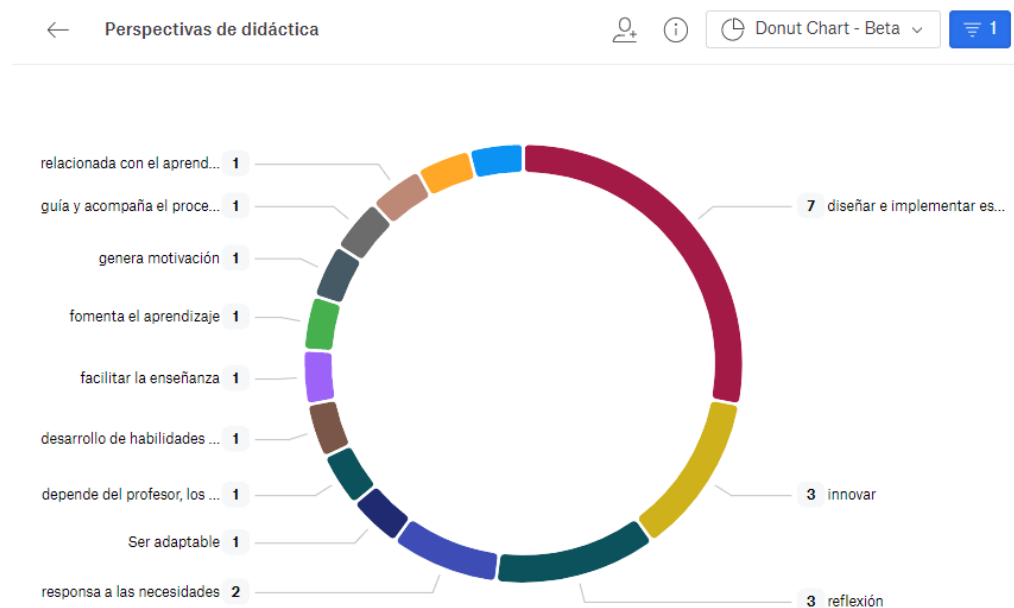 Perspectivas de didáctica
Donut Chart - Beta
1
relacionada con el aprend... 1
guía y acompaña el proce... 1
genera motivación 1
fomenta el aprendizaje 1
facilitar la enseñanza 1
desarrollo de habilidades ... 1
depende del profesor, los ... 1
Ser adaptable 1
responsa a las necesidades 2
7 diseñar e implementar es...
3 innovar
3 reflexión